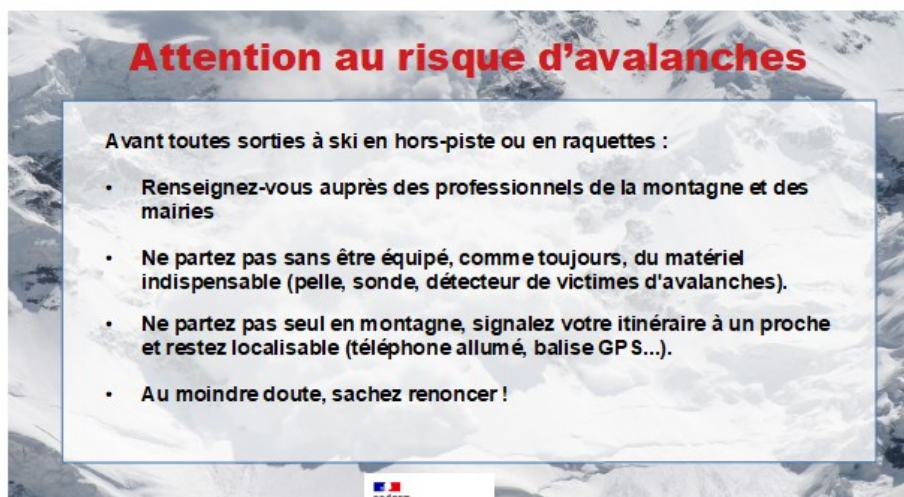 Attention au risque d'avalanches
Avant toutes sorties à ski en hors-piste ou en raquettes :
• Renseignez-vous auprès des professionnels de la montagne et des
mairies
• Ne partez pas sans être équipé, comme toujours, du matériel
indispensable (pelle, sonde, détecteur de victimes d'avalanches).
• Ne partez pas seul en montagne, signalez votre itinéraire à un proche
et restez localisable (téléphone allumé, balise GPS...).
• Au moindre doute, sachez renoncer !